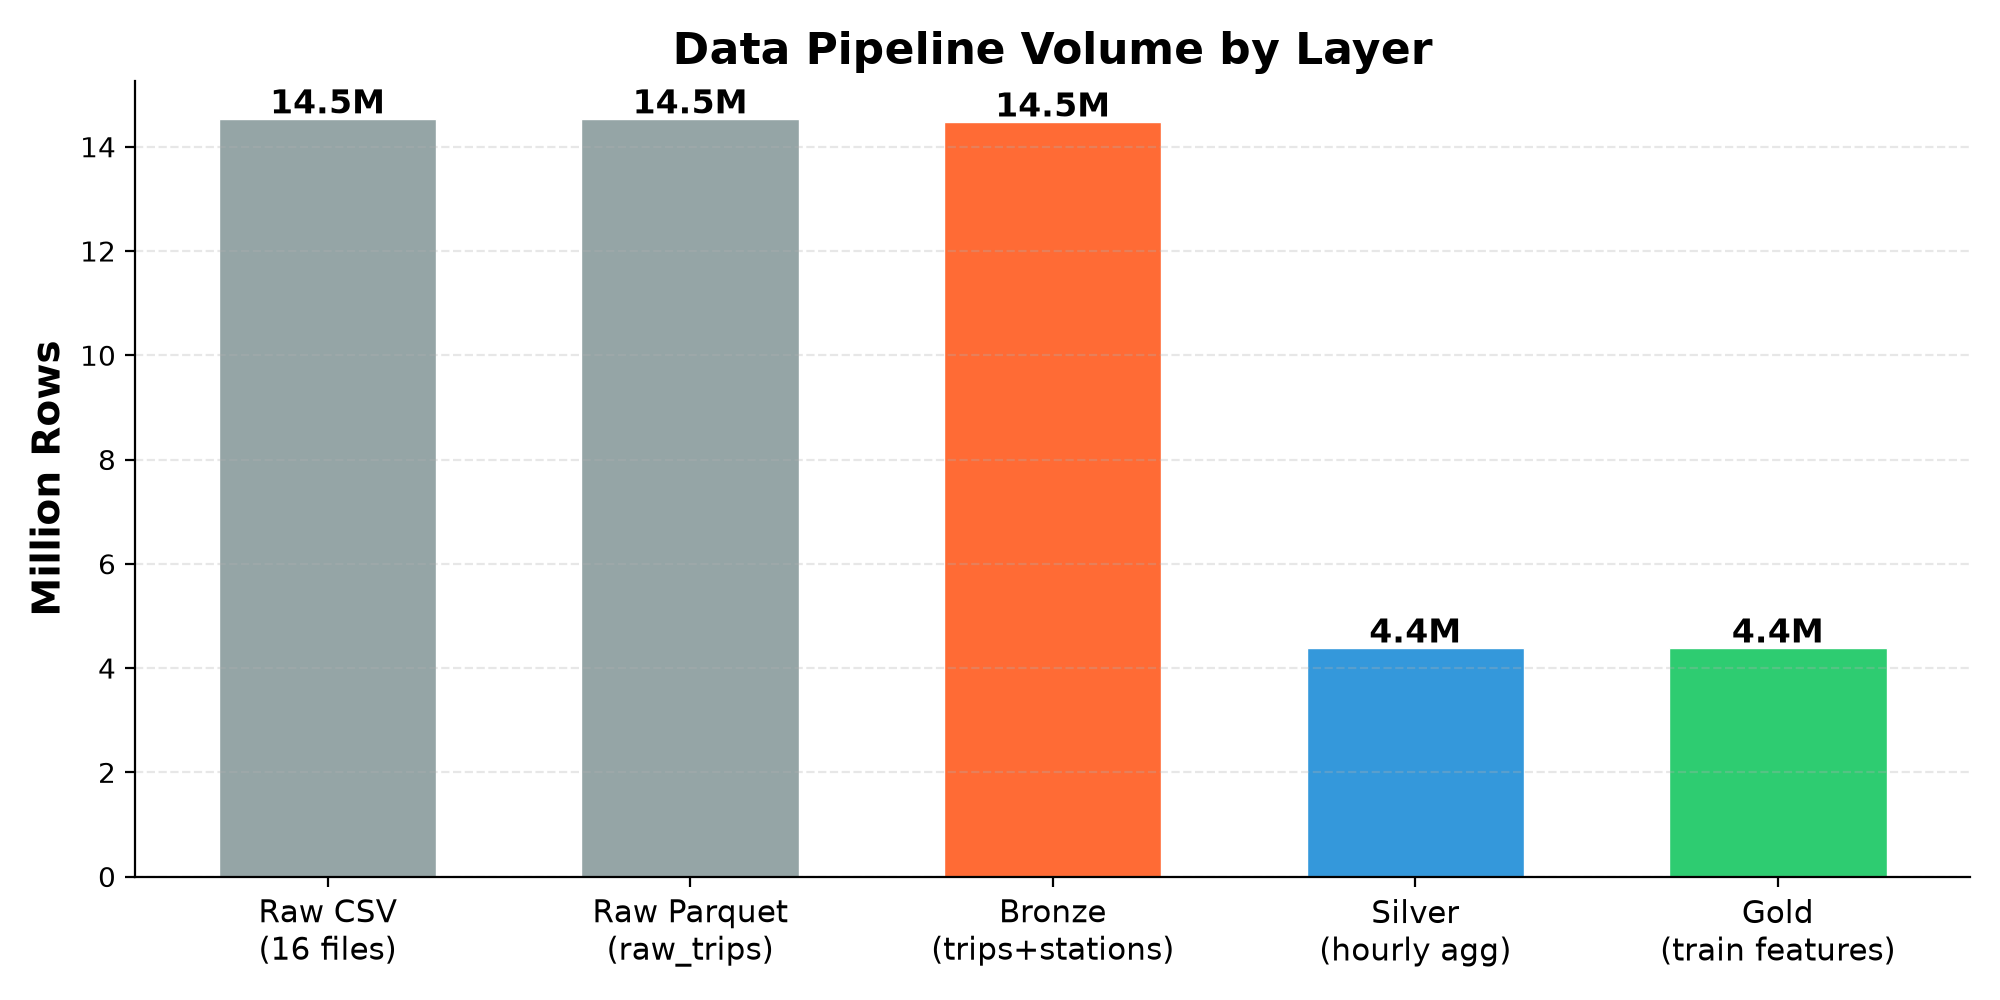 Data Pipeline Volume by Layer
14.5M
14.5M
14.5M
4.4M
4.4M
Million Rows
14
12
10
8
6
4
2
0
Raw CSV
(16 files)
Raw Parquet
(raw_trips)
Bronze
(trips+stations)
Silver
(hourly agg)
Gold
(train features)